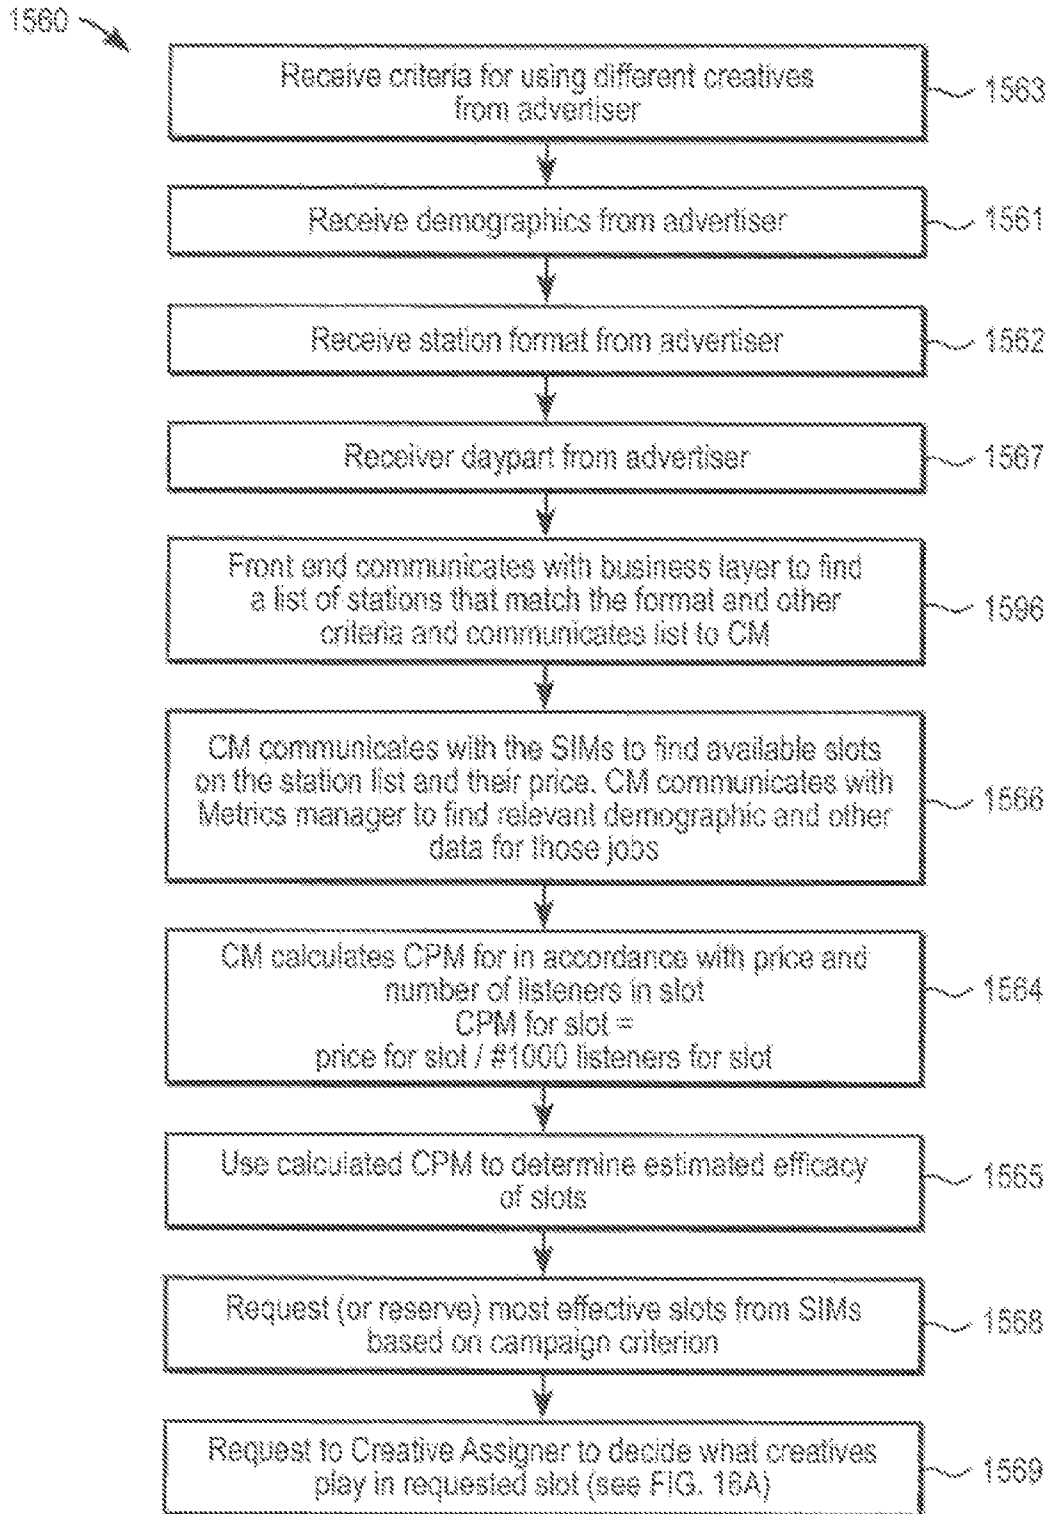 1560
Receive criteria for using different creatives
from advertiser
1563
Receive demographics from advertiser
1561
Receive station format from advertiser
1562
Receiver daypart from advertiser
1567
Front end communicates with business layer to find
a list of stations that match the format and other
criteria and communicates list to CM
1596
CM communicates with the SIMs to find available slots
on the station list and their price. CM communicates with
Metrics manager to find relevant demographic and other
data for those jobs
1566
CM calculates CPM for in accordance with price and
number of listeners in slot
CPM for slot =
price for slot / #1000 listeners for slot
1564
Use calculated CPM to determine estimated efficacy
of slots
1565
Request (or reserve) most effective slots from SIMs
based on campaign criterion
1568
Request to Creative Assigner to decide what creatives
play in requested slot (see FIG. 16A)
1569